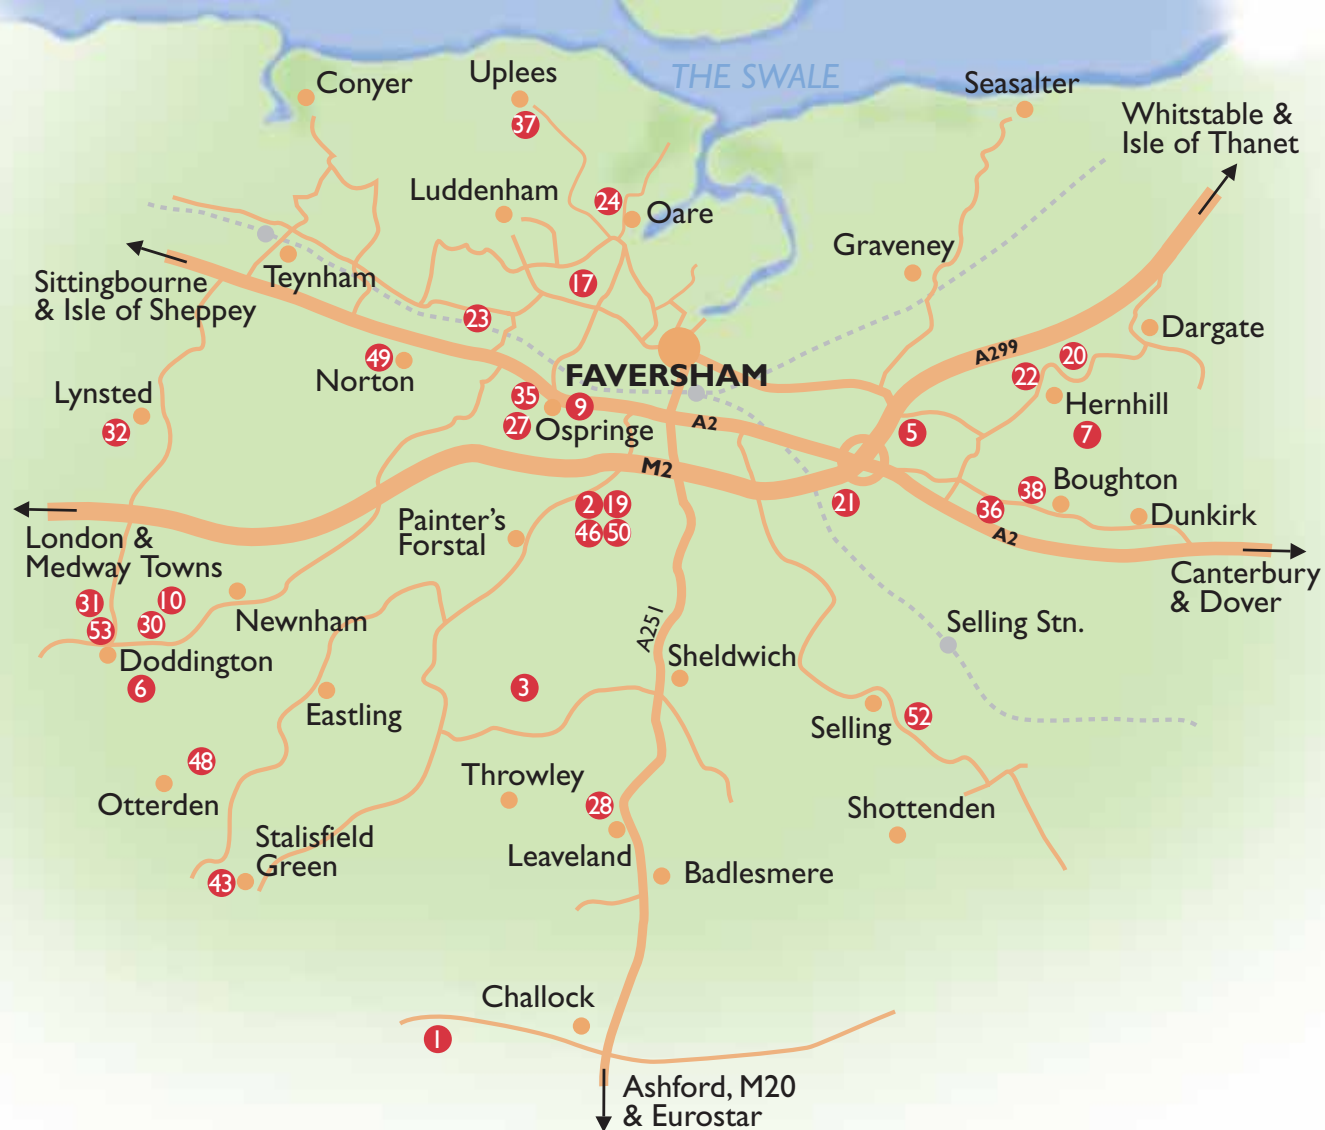 Conyer
Uplees
THE SWALE
Seasalter
Whitstable &
Isle of Thanet
37
Luddenham
24
Oare
Graveney
Sittingbourne
& Isle of Sheppey
Teynham
17
23
Dargate
A299
20
49
Norton
FAVERSHAM
22
Lynsted
32
35
9
27
Ospringe
A2
5
Hernhill
7
M2
38
Boughton
London &
Medway Towns
Painter's
Forstal
2
19
46
50
21
36
A2
Dunkirk
Canterbury
& Dover
31
10
53
30
Newnham
A251
Selling Stn.
Doddington
6
Sheldwich
3
Eastling
Selling
52
48
Otterden
Throwley
28
Shottenden
Stalisfield
Green
43
Leaveland
Badlesmere
Challock
1
Ashford, M20
& Eurostar